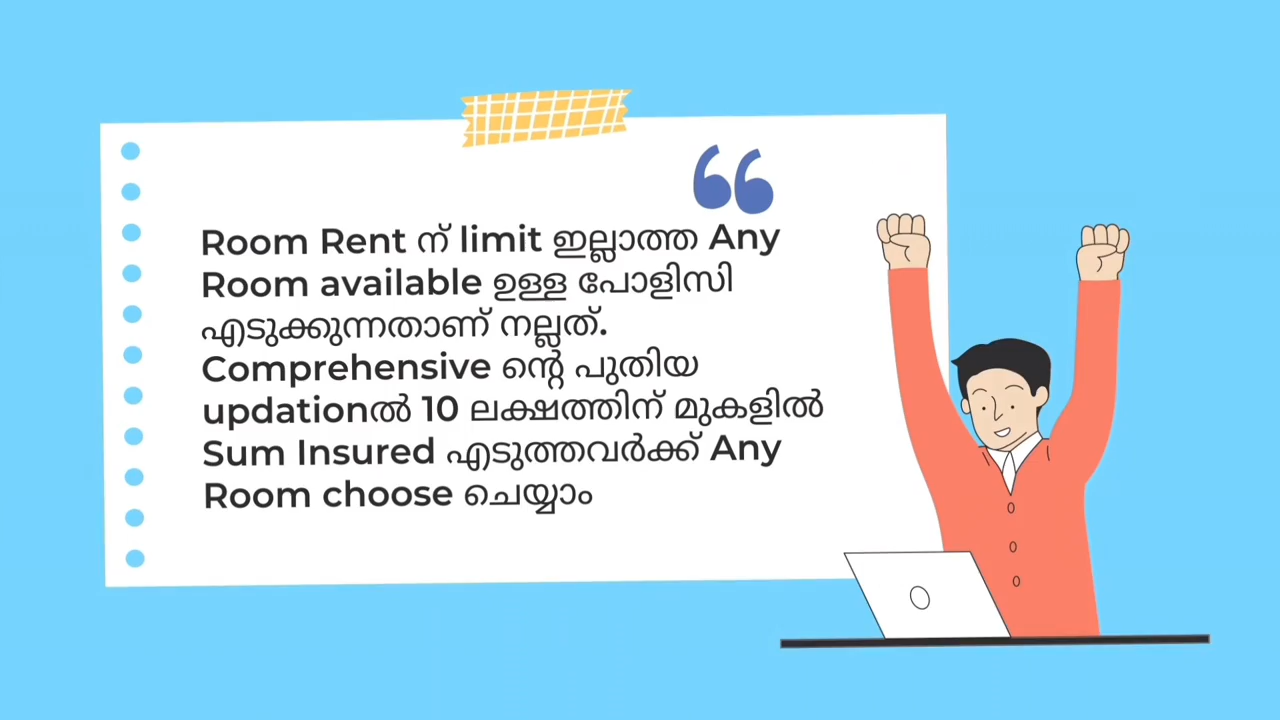 Room Rent ന് limit ഇല്ലാത്ത Any
Room available ഉള്ള പോളിസി
എടുക്കുന്നതാണ് നല്ലത്.
Comprehensive ന്റെ പുതിയ
updationൽ 10 ലക്ഷത്തിന് മുകളിൽ
Sum Insured എടുത്തവർക്ക് Any
Room choose ചെയ്യാം